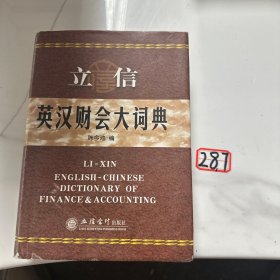 立信
英汉财会大词典
编
LI-XIN
ENGLISH-CHINESE
DICTIONARY OF
FINANCE & ACCOUNTING
立信会计出版社
287